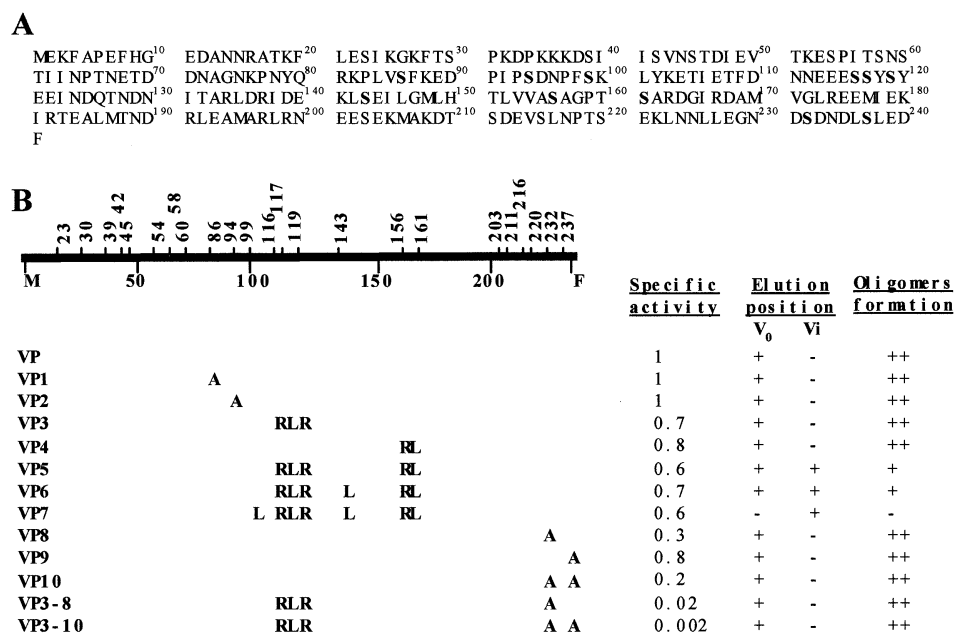 A
MEKFAPEFHG10 EDANNRATKF20 LESIKGKFTS30 PKDPKKKDSI40 ISVNSTDIEV50 TKESPITSNS60
TIINPTNETD70 DNAGNKPNYQ80 RKPLVSFKED90 PIPSDNPFSK100 LYKETIETFD110 NNEEESSYSY120
EEINDQTNDN130 ITARLDRIDE140 KLSEILGMLH150 TLVVASAGPT160 SARDGIRDAM170 VGLREEMIEK180
IRTEALMTND190 RLEAMARLRN200 EESEKMAKDT210 SDEVSLNPTS220 EKLNNLLEGN230 DSDNDLSLED240
F
B
23 30 39 42 45 54 58 60 86 94 99 116 117 119 143 156 161 203 211 216 220 232 237
M 50 100 150 200 F
Specific activity Elution position Oligomers formation
V0 Vi
VP 1 + - ++
VP1 A 1 + - ++
VP2 A 1 + - ++
VP3 RLR 0.7 + - ++
VP4 RL 0.8 + - ++
VP5 RLR RL 0.6 + + +
VP6 RLR L RL 0.7 + + +
VP7 L RLR L RL 0.6 - + -
VP8 A 0.3 + - ++
VP9 A 0.8 + - ++
VP10 A A 0.2 + - ++
VP3-8 RLR A 0.02 + - ++
VP3-10 RLR A A 0.002 + - ++